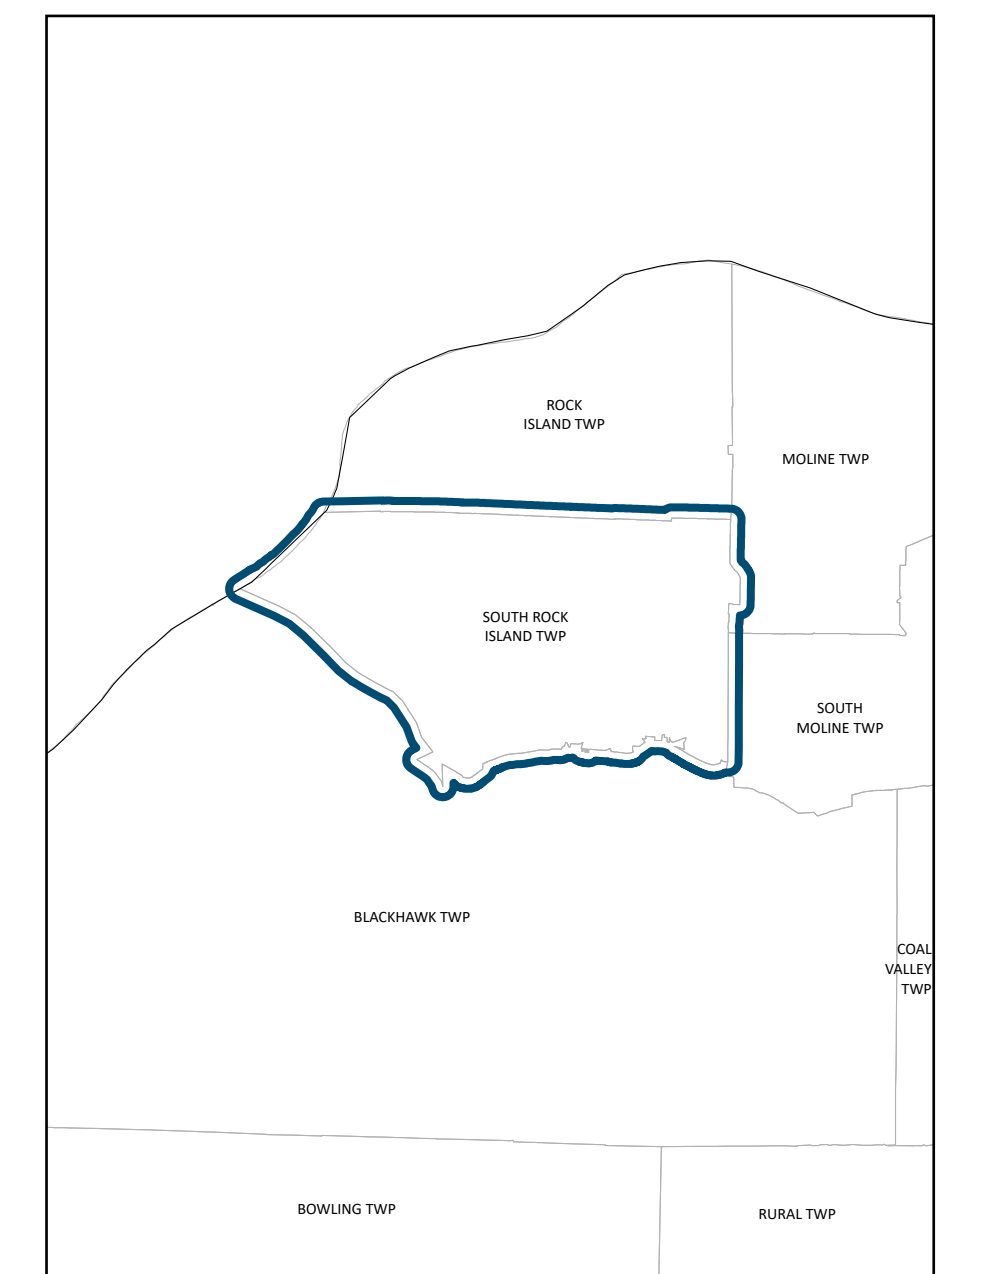 ROCK
ISLAND TWP
MOLINE TWP
SOUTH ROCK
ISLAND TWP
SOUTH
MOLINE TWP
BLACKHAWK TWP
COAL
VALLEY
TWP
BOWLING TWP
RURAL TWP